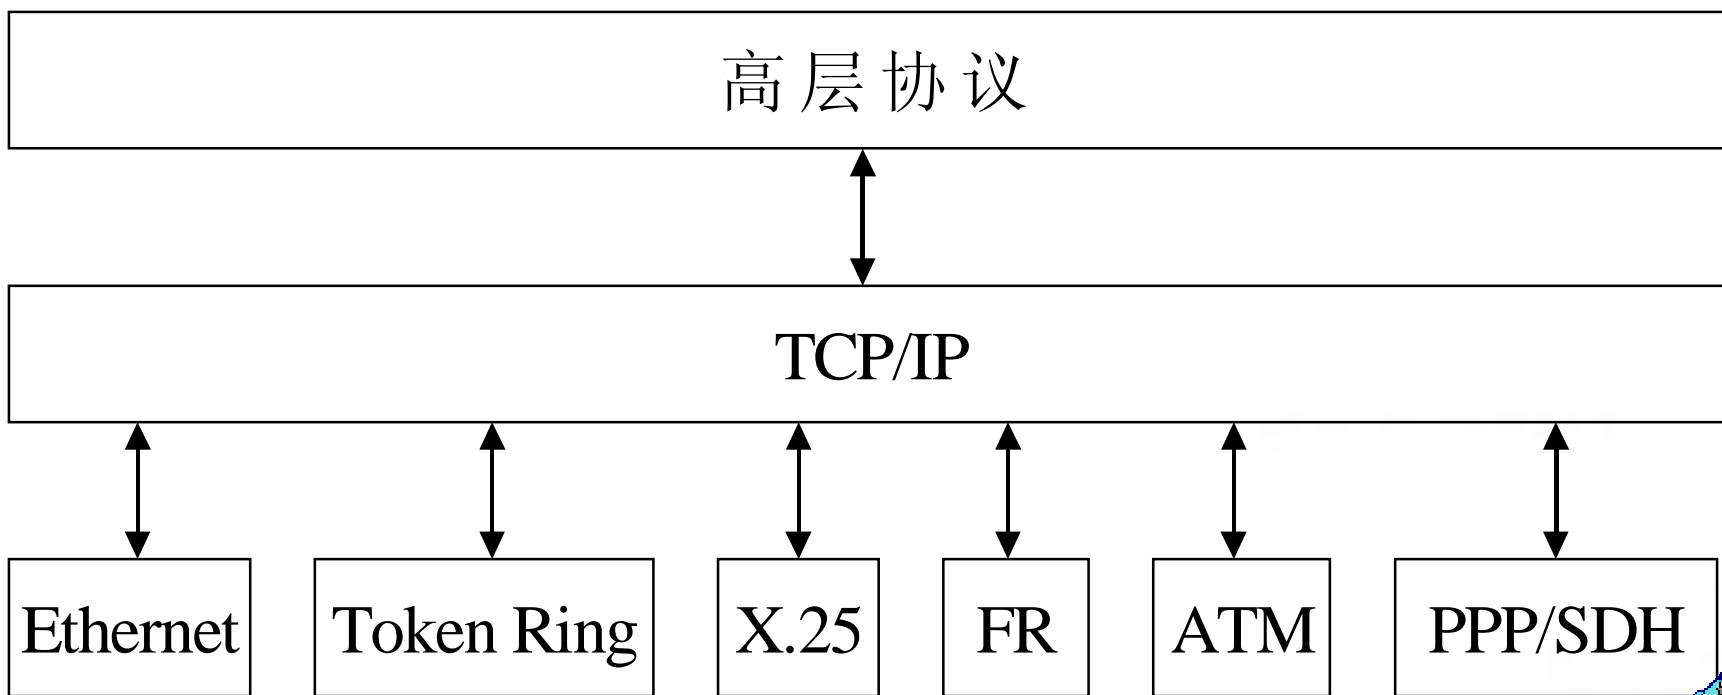 高层协议
TCP/IP
Ethernet
Token Ring
X.25
FR
ATM
PPP/SDH